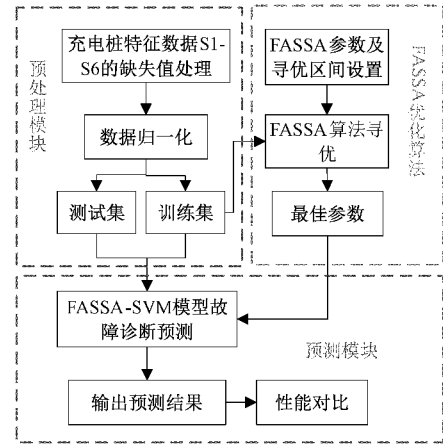 预处理模块
充电桩特征数据S1-
S6的缺失值处理
数据归一化
测试集
训练集
FASSA参数及
寻优区间设置
FASSA算法寻
优
最佳参数
FASSA优化算法
FASSA-SVM模型故
障诊断预测
预测模块
输出预测结果
性能对比